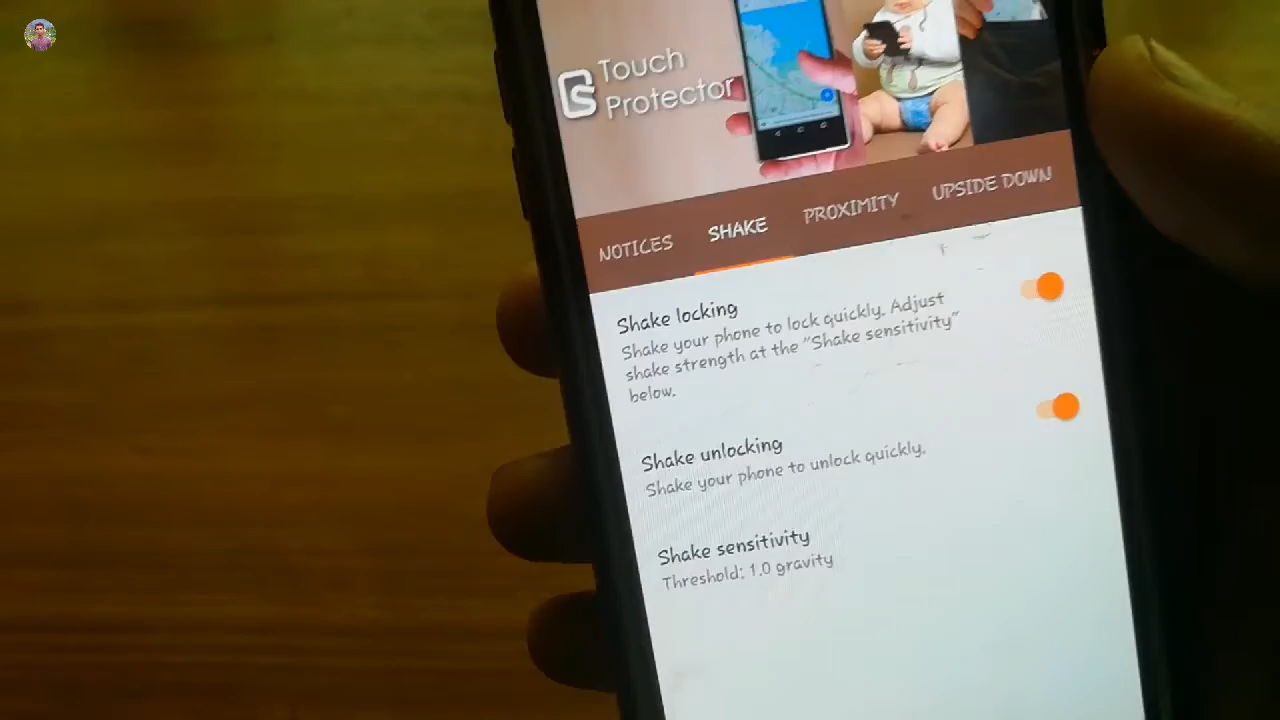 Touch
Protector
NOTICES SHAKE PROXIMITY UPSIDE DOWN
Shake locking
Shake your phone to lock quickly. Adjust
shake strength at the "Shake sensitivity"
below.
Shake unlocking
Shake your phone to unlock quickly.
Shake sensitivity
Threshold: 1.0 gravity